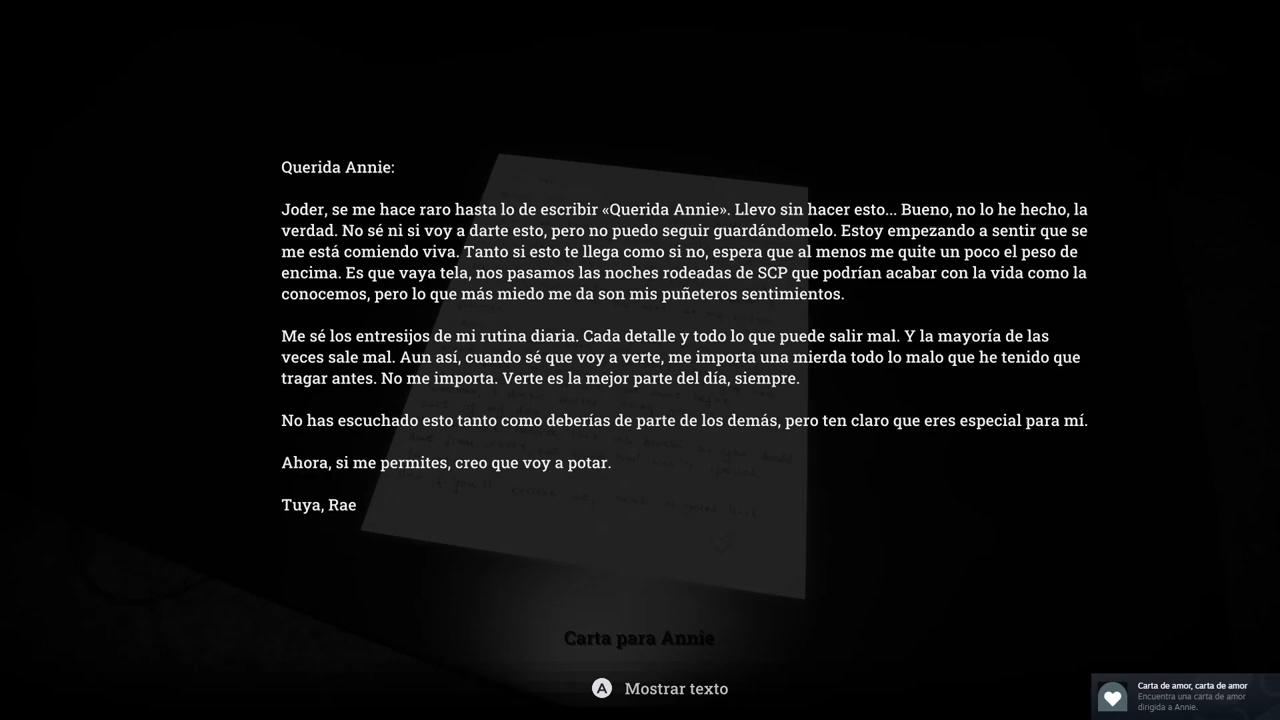 Querida Annie:
Joder, se me hace raro hasta lo de escribir «Querida Annie». Llevo sin hacer esto... Bueno, no lo he hecho, la
verdad. No sé ni si voy a darte esto, pero no puedo seguir guardándomelo. Estoy empezando a sentir que se
me está comiendo viva. Tanto si esto te llega como si no, espera que al menos me quite un poco el peso de
encima. Es que vaya tela, nos pasamos las noches rodeadas de SCP que podrían acabar con la vida como la
conocemos, pero lo que más miedo me da son mis puñeteros sentimientos.
Me sé los entresijos de mi rutina diaria. Cada detalle y todo lo que puede salir mal. Y la mayoría de las
veces sale mal. Aun así, cuando sé que voy a verte, me importa una mierda todo lo malo que he tenido que
tragar antes. No me importa. Verte es la mejor parte del día, siempre.
No has escuchado esto tanto como deberías de parte de los demás, pero ten claro que eres especial para mí.
Ahora, si me permites, creo que voy a potar.
Tuya, Rae
Carta para Annie
A Mostrar texto
Carta de amor, carta de amor
Encuentra una carta de amor
dirigida a Annie.